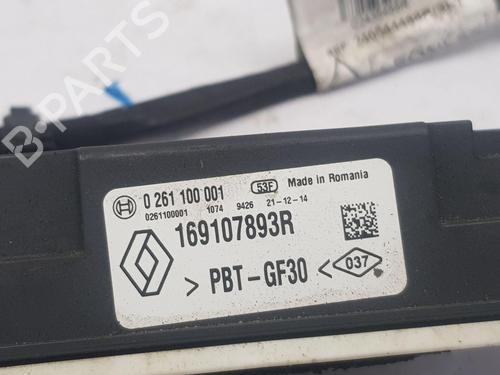 B-PARTS
0 261 100 001 53F Made in Romania
0261100001 1074 9426 21-12-14
169107893R
> PBT-GF30 < 037